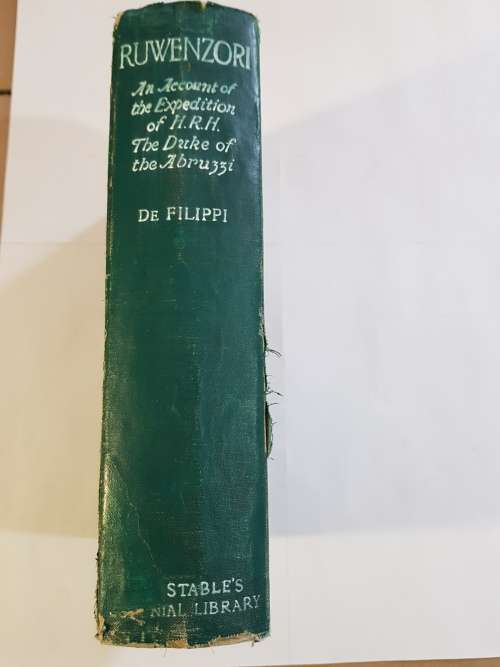 RUWENZORI
An Account of
the Expedition
of H.R.H.
The Duke of
the Abruzzi
DE FILIPPI
STABLE'S
NIAL LIBRARY